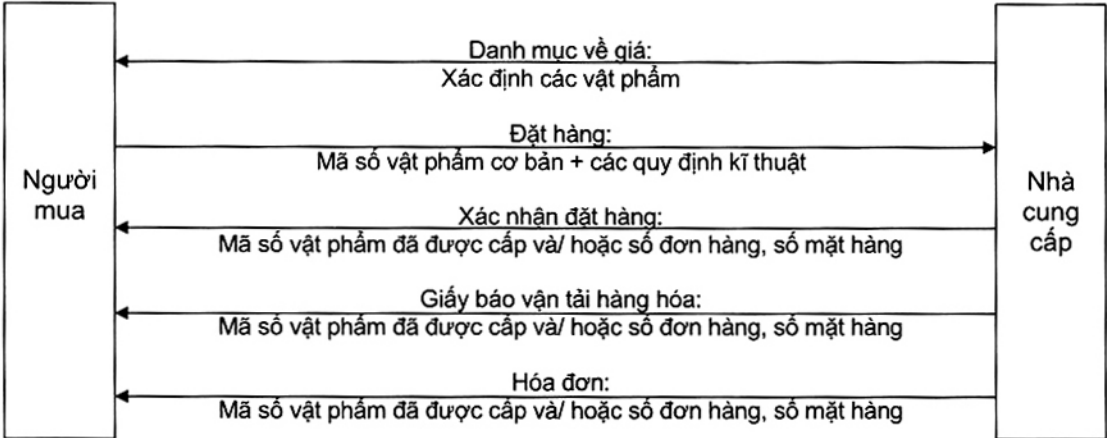 Danh mục về giá:
Xác định các vật phẩm
Đặt hàng:
Mã số vật phẩm cơ bản + các quy định kĩ thuật
Người
mua
Nhà
cung
cấp
Xác nhận đặt hàng:
Mã số vật phẩm đã được cấp và/ hoặc số đơn hàng, số mặt hàng
Giấy báo vận tải hàng hóa:
Mã số vật phẩm đã được cấp và/ hoặc số đơn hàng, số mặt hàng
Hóa đơn:
Mã số vật phẩm đã được cấp và/ hoặc số đơn hàng, số mặt hàng